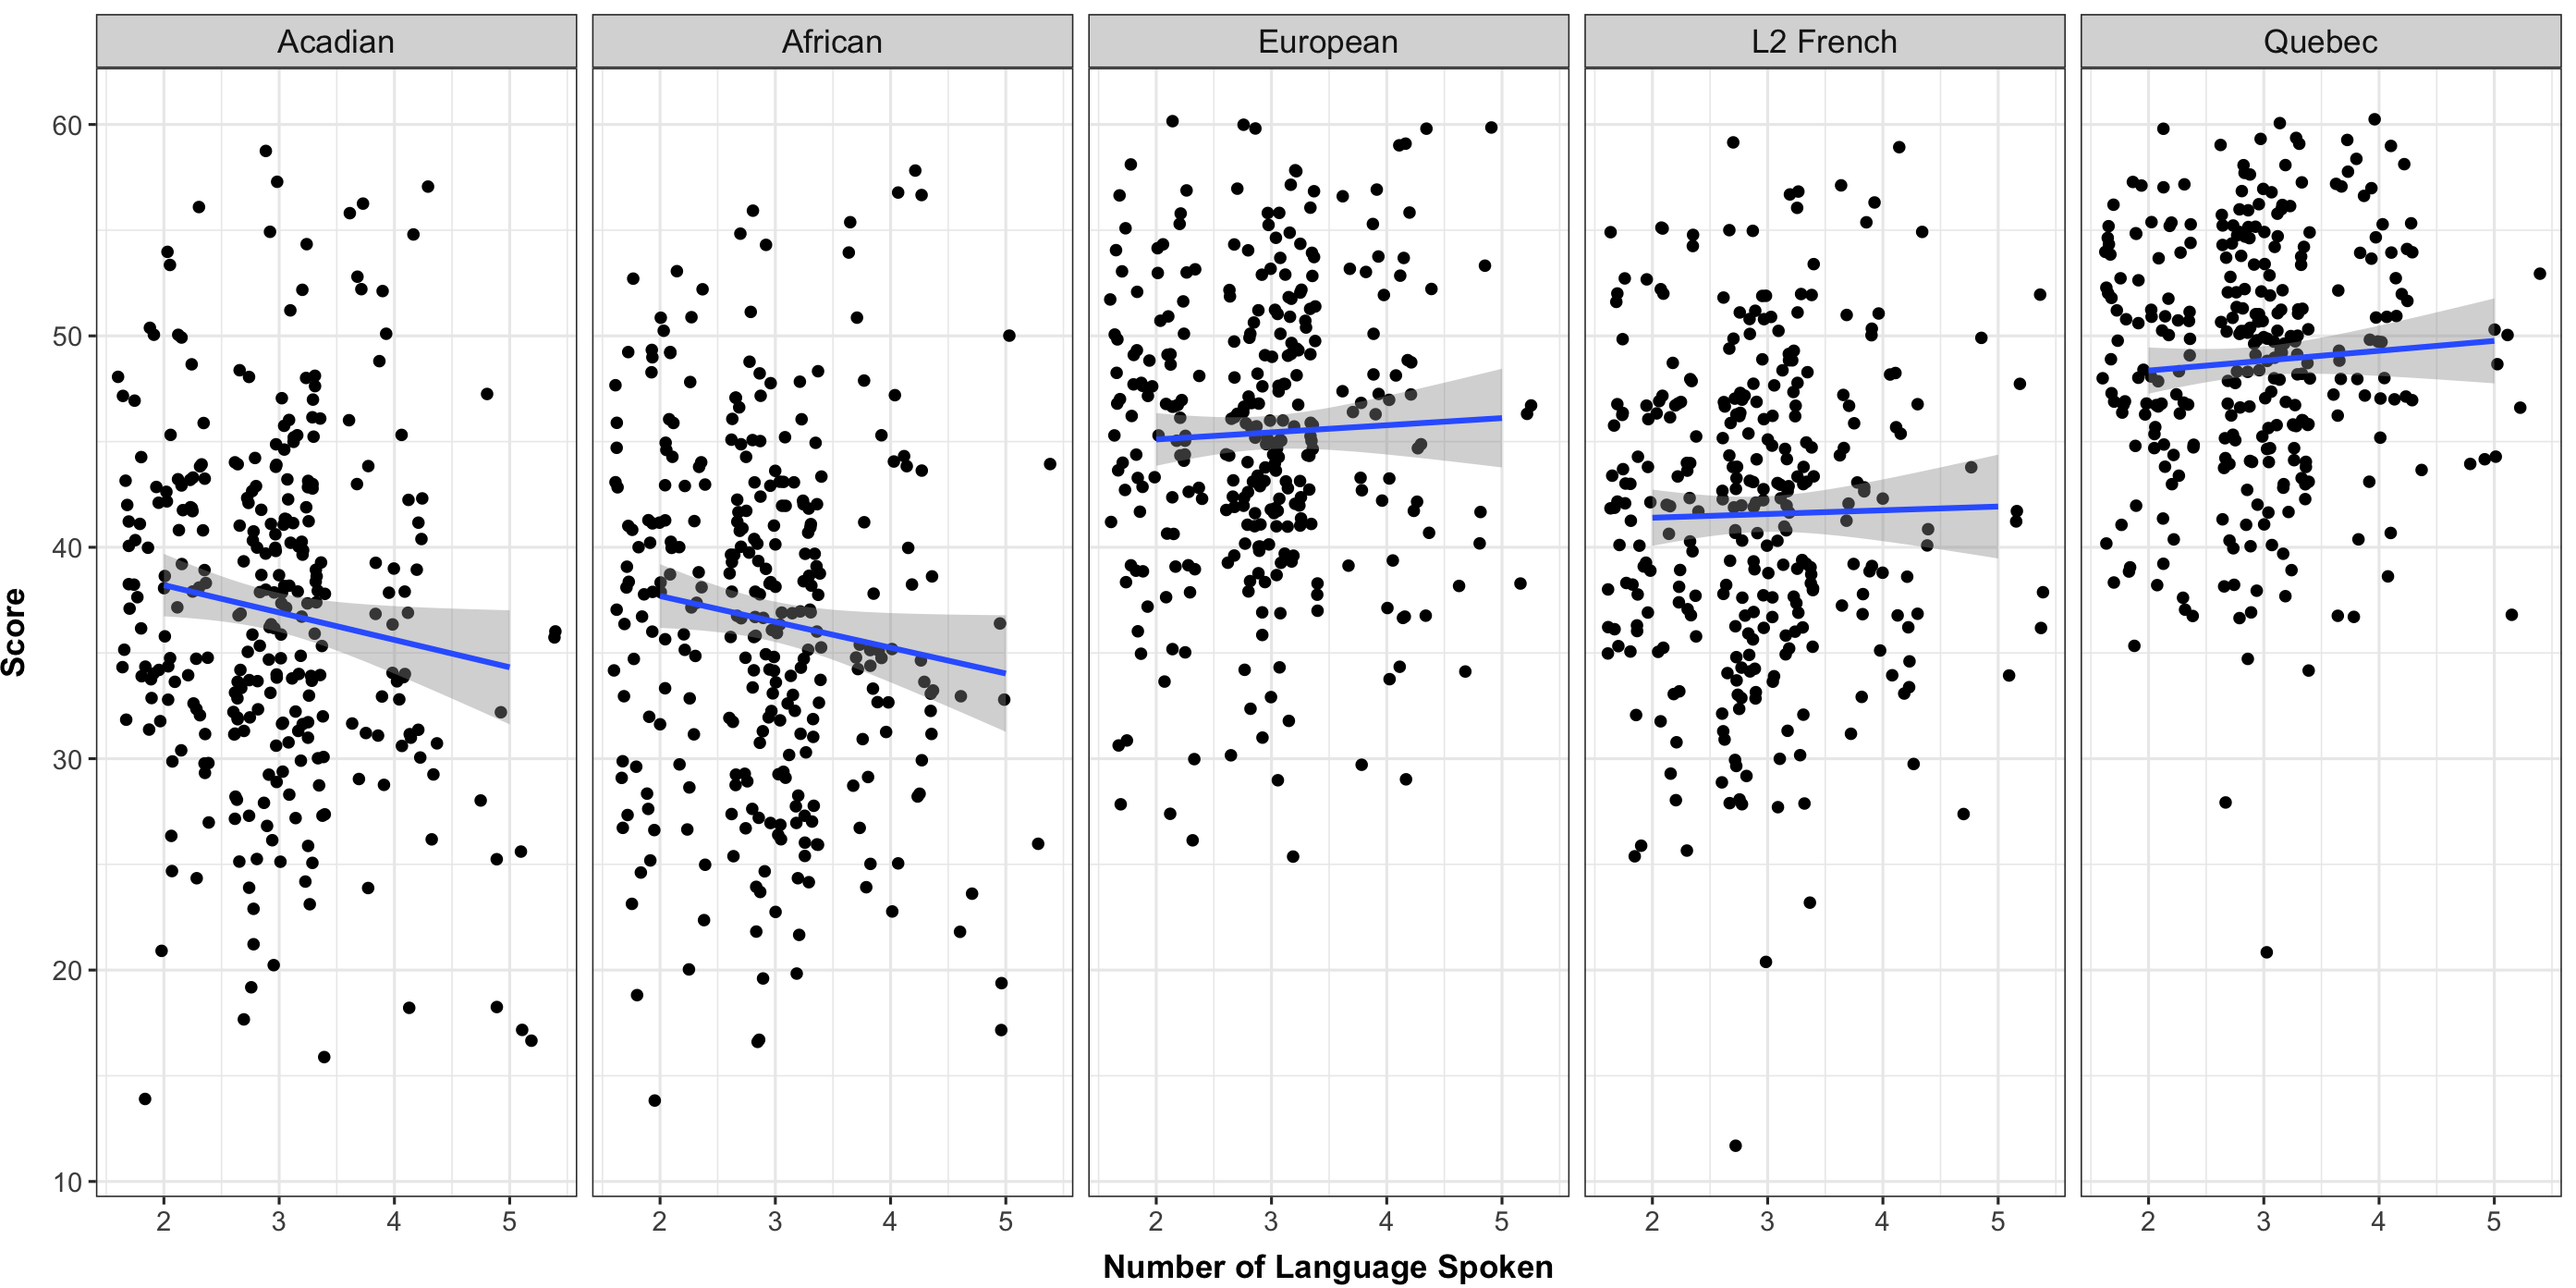 Acadian African European L2 French Quebec
60
50
40
30
20
10
Score
2 3 4 5 2 3 4 5 2 3 4 5 2 3 4 5 2 3 4 5
Number of Language Spoken